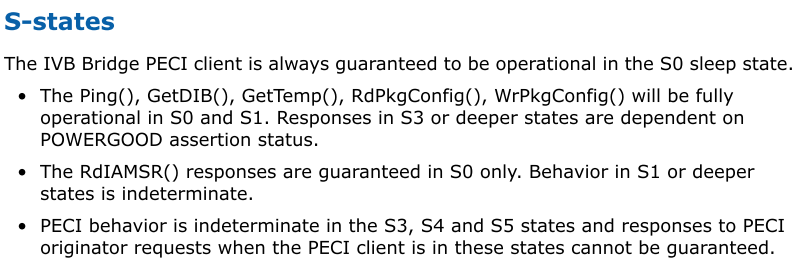 S-states
The IVB Bridge PECI client is always guaranteed to be operational in the S0 sleep state.
• The Ping(), GetDIB(), GetTemp(), RdPkgConfig(), WrPkgConfig() will be fully
operational in S0 and S1. Responses in S3 or deeper states are dependent on
POWERGOOD assertion status.
• The RdIAMSR() responses are guaranteed in S0 only. Behavior in S1 or deeper
states is indeterminate.
• PECI behavior is indeterminate in the S3, S4 and S5 states and responses to PECI
originator requests when the PECI client is in these states cannot be guaranteed.